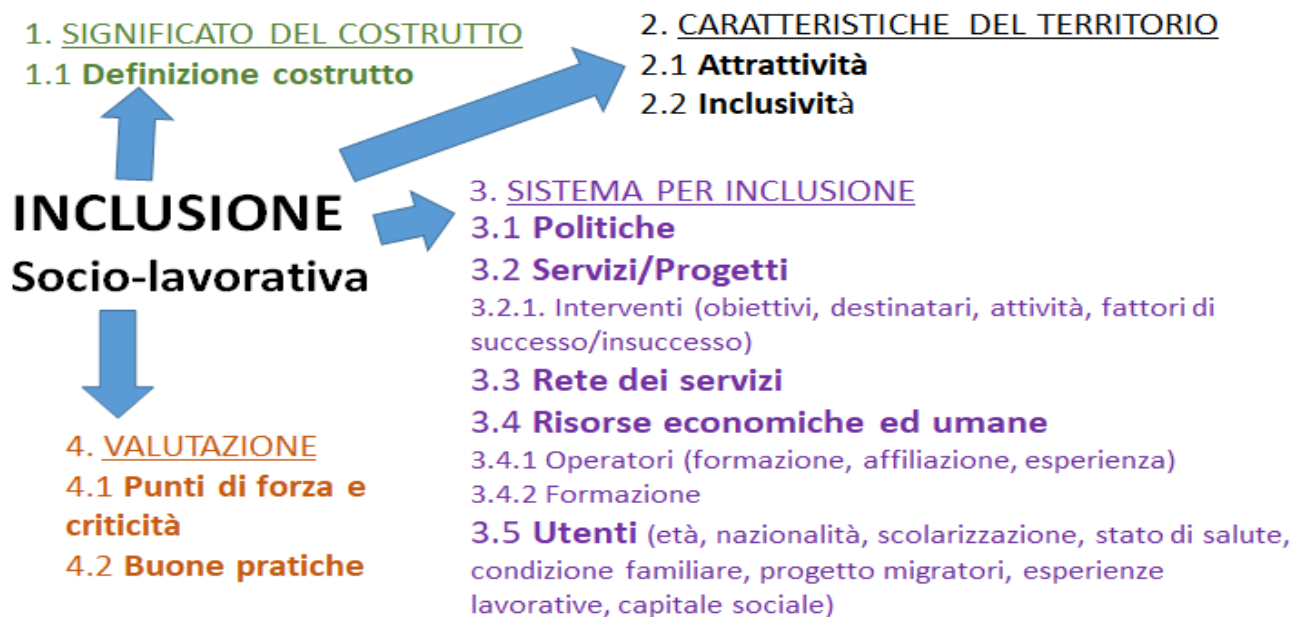 1. SIGNIFICATO DEL COSTRUTTO
1.1 Definizione costrutto
2. CARATTERISTICHE DEL TERRITORIO
2.1 Attrattività
2.2 Inclusività
INCLUSIONE
Socio-lavorativa
3. SISTEMA PER INCLUSIONE
3.1 Politiche
3.2 Servizi/Progetti
3.2.1. Interventi (obiettivi, destinatari, attività, fattori di
successo/insuccesso)
3.3 Rete dei servizi
3.4 Risorse economiche ed umane
3.4.1 Operatori (formazione, affiliazione, esperienza)
3.4.2 Formazione
3.5 Utenti (età, nazionalità, scolarizzazione, stato di salute,
condizione familiare, progetto migratori, esperienze
lavorative, capitale sociale)
4. VALUTAZIONE
4.1 Punti di forza e
criticità
4.2 Buone pratiche